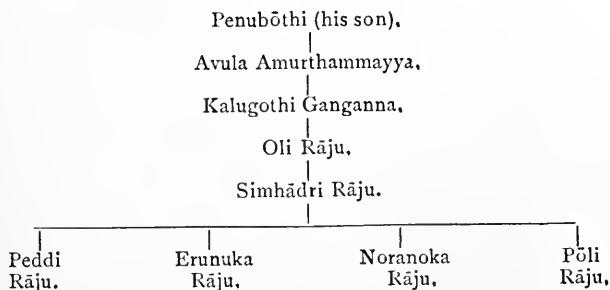 Penubōthi (his son),
Avula Amurthammayya,
Kalugothi Ganganna,
Oli Rāju,
Simhādri Rāju.
Peddi Erunuka Noranoka Pōli
Rāju. Rāju, Rāju, Rāju,